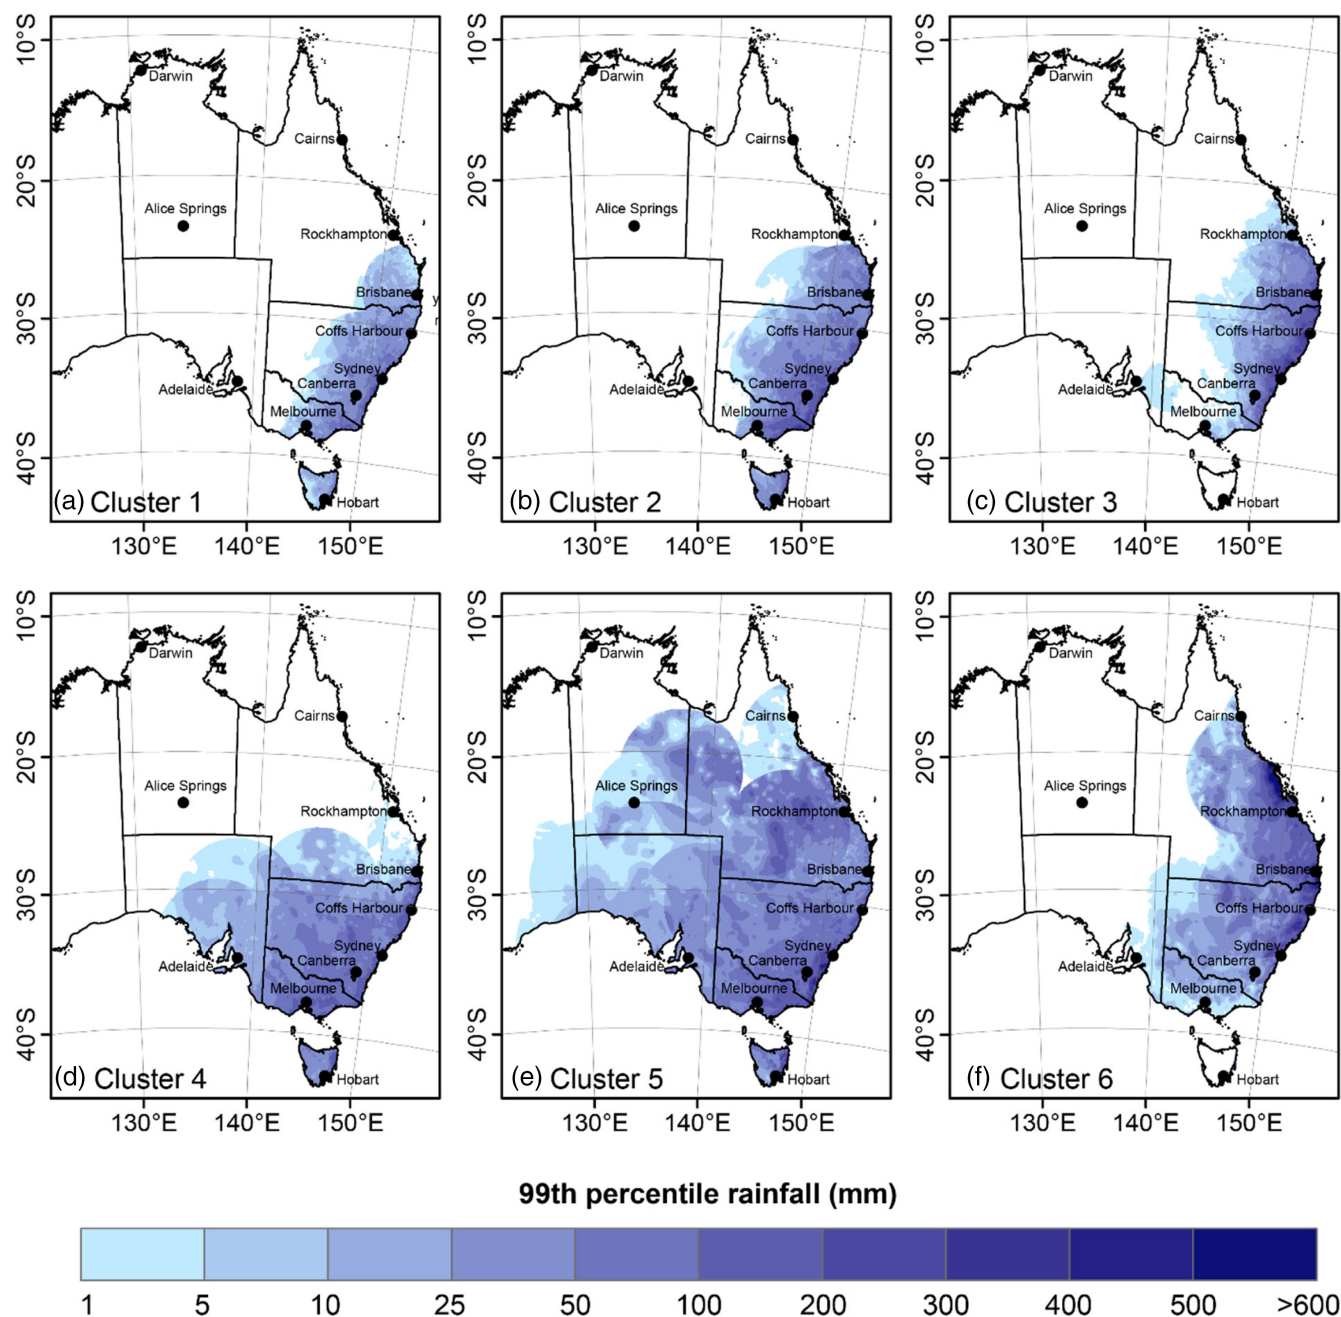 10°S
20°S
30°S
40°S
Darwin
Cairns
Alice Springs
Rockhampton
Brisbane
y
r
Coffs Harbour
Sydney
Canberra
Adelaide
Melbourne
Hobart
(a) Cluster 1
130°E 140°E 150°E
10°S
20°S
30°S
40°S
Darwin
Cairns
Alice Springs
Rockhampton
Brisbane
Coffs Harbour
Sydney
Canberra
Adelaide
Melbourne
Hobart
(b) Cluster 2
130°E 140°E 150°E
10°S
20°S
30°S
40°S
Darwin
Cairns
Alice Springs
Rockhampton
Brisbane
Coffs Harbour
Sydney
Canberra
Adelaide
Melbourne
Hobart
(c) Cluster 3
130°E 140°E 150°E
10°S
20°S
30°S
40°S
Darwin
Cairns
Alice Springs
Rockhampton
Brisbane
Coffs Harbour
Sydney
Canberra
Adelaide
Melbourne
Hobart
(d) Cluster 4
130°E 140°E 150°E
10°S
20°S
30°S
40°S
Darwin
Cairns
Alice Springs
Rockhampton
Brisbane
Coffs Harbour
Sydney
Canberra
Adelaide
Melbourne
Hobart
(e) Cluster 5
130°E 140°E 150°E
10°S
20°S
30°S
40°S
Darwin
Cairns
Alice Springs
Rockhampton
Brisbane
Coffs Harbour
Sydney
Canberra
Adelaide
Melbourne
Hobart
(f) Cluster 6
130°E 140°E 150°E
99th percentile rainfall (mm)
1 5 10 25 50 100 200 300 400 500 >600